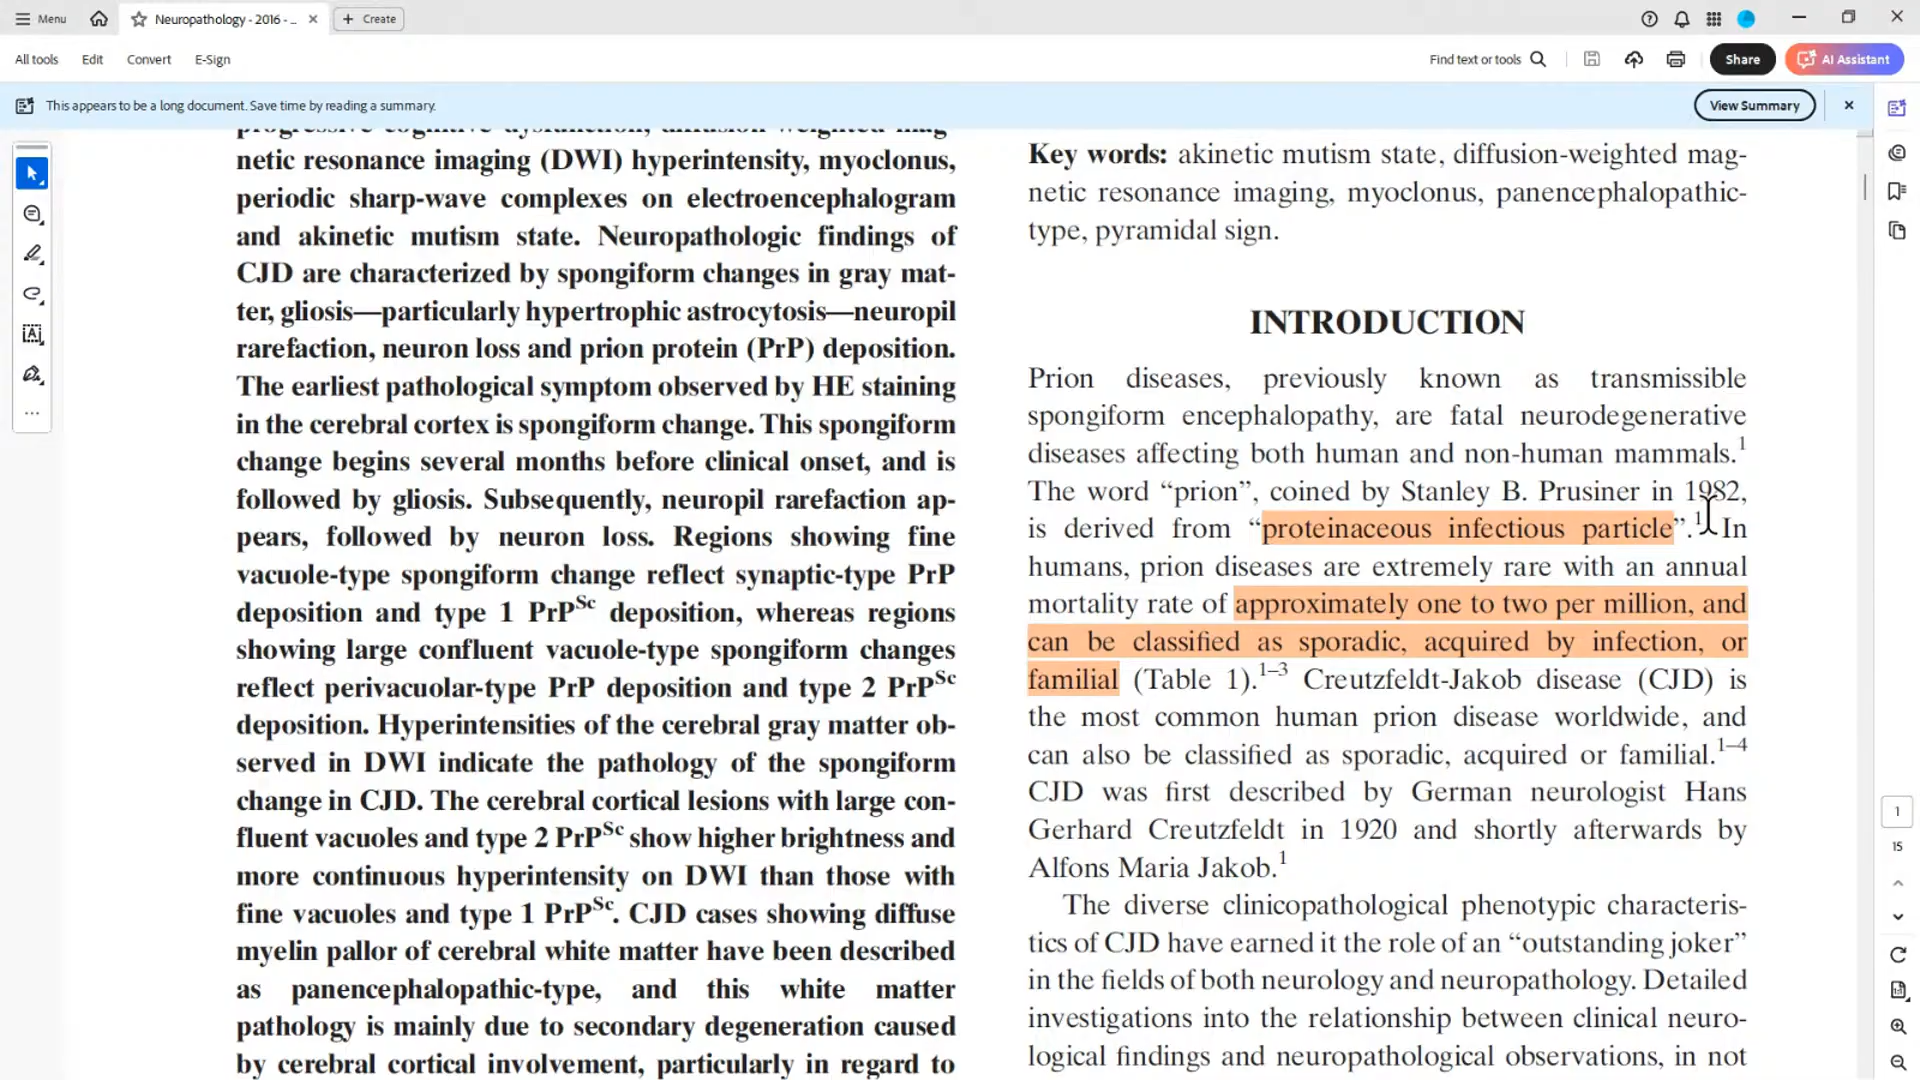 Menu
Neuropathology - 2016 - ...
Create
All tools
Edit
Convert
E-Sign
Find text or tools
Share
AI Assistant
This appears to be a long document. Save time by reading a summary.
View Summary
progressive cognitive dysfunction, diffusion-weighted mag-
netic resonance imaging (DWI) hyperintensity, myoclonus,
periodic sharp-wave complexes on electroencephalogram
and akinetic mutism state. Neuropathologic findings of
CJD are characterized by spongiform changes in gray mat-
ter, gliosis—particularly hypertrophic astrocytosis—neuropil
rarefaction, neuron loss and prion protein (PrP) deposition.
The earliest pathological symptom observed by HE staining
in the cerebral cortex is spongiform change. This spongiform
change begins several months before clinical onset, and is
followed by gliosis. Subsequently, neuropil rarefaction ap-
pears, followed by neuron loss. Regions showing fine
vacuole-type spongiform change reflect synaptic-type PrP
deposition and type 1 PrPSc deposition, whereas regions
showing large confluent vacuole-type spongiform changes
reflect perivacuolar-type PrP deposition and type 2 PrPSc
deposition. Hyperintensities of the cerebral gray matter ob-
served in DWI indicate the pathology of the spongiform
change in CJD. The cerebral cortical lesions with large con-
fluent vacuoles and type 2 PrPSc show higher brightness and
more continuous hyperintensity on DWI than those with
fine vacuoles and type 1 PrPSc. CJD cases showing diffuse
myelin pallor of cerebral white matter have been described
as panencephalopathic-type, and this white matter
pathology is mainly due to secondary degeneration caused
by cerebral cortical involvement, particularly in regard to
Key words: akinetic mutism state, diffusion-weighted mag-
netic resonance imaging, myoclonus, panencephalopathic-
type, pyramidal sign.
INTRODUCTION
Prion diseases, previously known as transmissible
spongiform encephalopathy, are fatal neurodegenerative
diseases affecting both human and non-human mammals.1
The word “prion”, coined by Stanley B. Prusiner in 1982,
is derived from “proteinaceous infectious particle”.1 In
humans, prion diseases are extremely rare with an annual
mortality rate of approximately one to two per million, and
can be classified as sporadic, acquired by infection, or
familial (Table 1).1–3 Creutzfeldt-Jakob disease (CJD) is
the most common human prion disease worldwide, and
can also be classified as sporadic, acquired or familial.1–4
CJD was first described by German neurologist Hans
Gerhard Creutzfeldt in 1920 and shortly afterwards by
Alfons Maria Jakob.1
The diverse clinicopathological phenotypic characteris-
tics of CJD have earned it the role of an “outstanding joker”
in the fields of both neurology and neuropathology. Detailed
investigations into the relationship between clinical neuro-
logical findings and neuropathological observations, in not
1
15